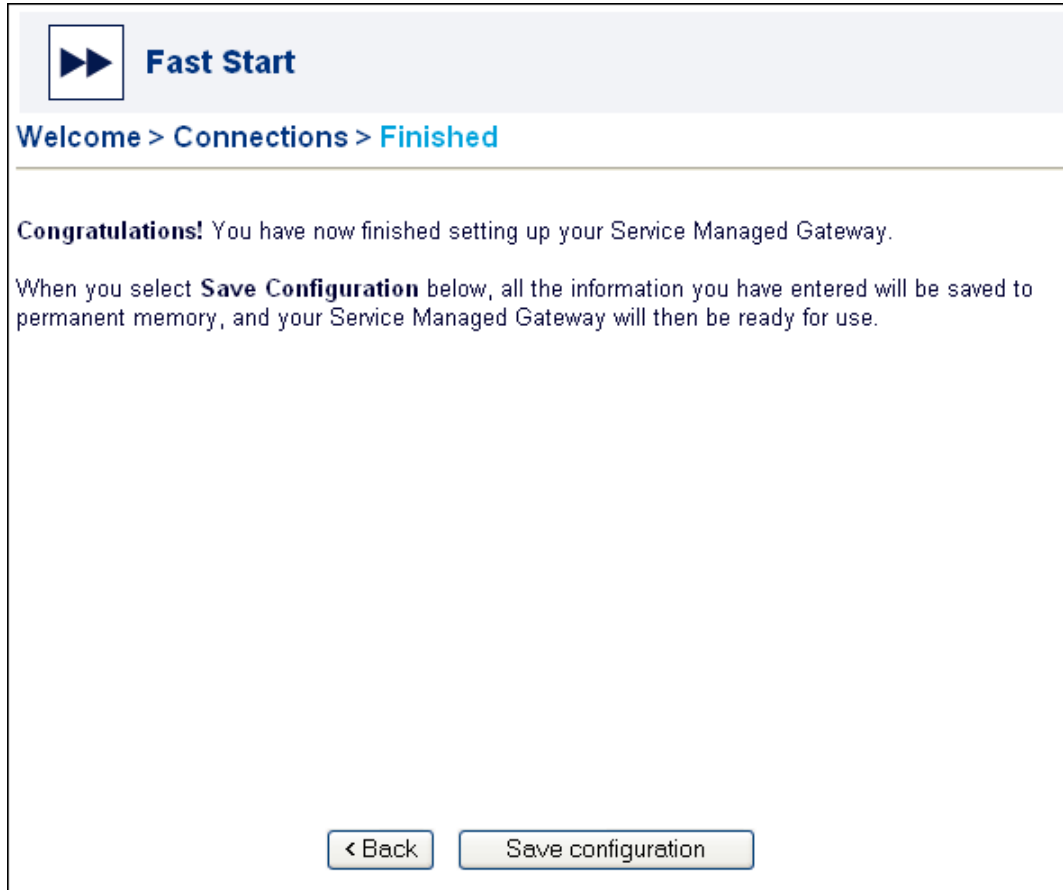 Fast Start
Welcome > Connections > Finished
Congratulations! You have now finished setting up your Service Managed Gateway.
When you select Save Configuration below, all the information you have entered will be saved to
permanent memory, and your Service Managed Gateway will then be ready for use.
< Back
Save configuration